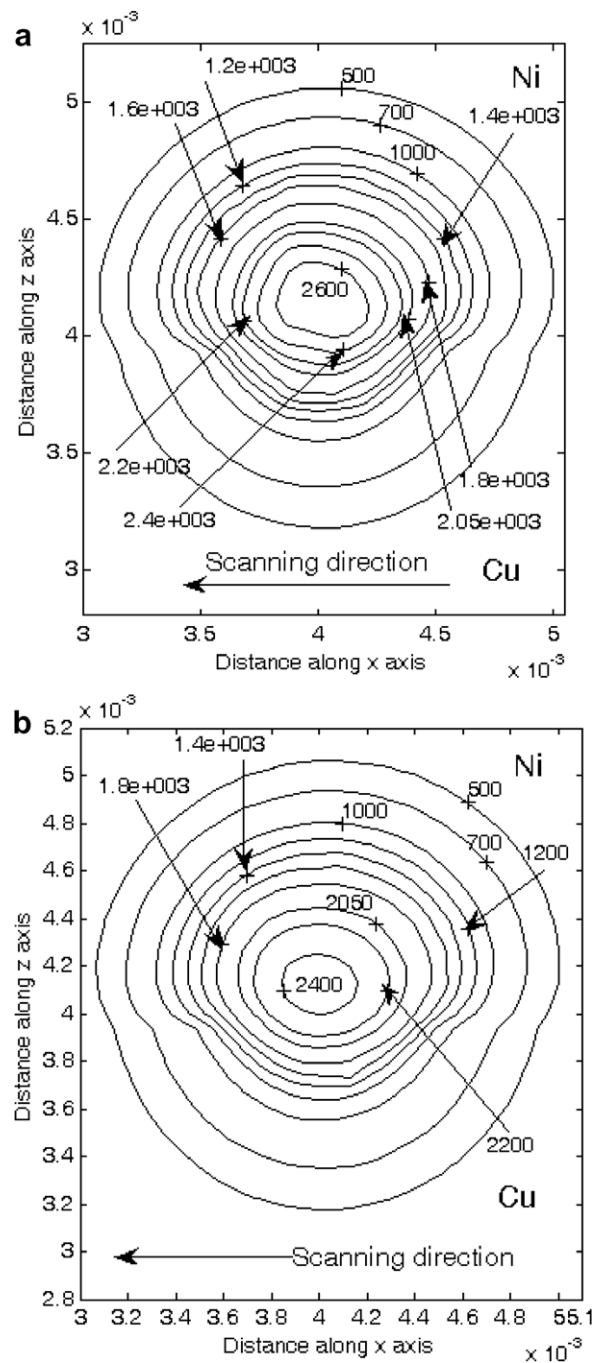 a
x 10⁻³
1.2e+003
500
Ni
1.6e+003
700
1.4e+003
1000
5
4.5
4
3.5
3
Distance along z axis
2600
2.2e+003
2.4e+003
1.8e+003
2.05e+003
Scanning direction
Cu
3
3.5
4
4.5
5
Distance along x axis
x 10⁻³
b
x 10⁻³
5.2
5
4.8
4.6
4.4
4.2
4
3.8
3.6
3.4
3.2
3
2.8
Distance along z axis
1.4e+003
Ni
1.8e+003
500
1000
700
1200
2050
2400
2200
Cu
Scanning direction
3
3.2
3.4
3.6
3.8
4
4.2
4.4
4.6
4.8
55.1
Distance along x axis
x 10⁻³